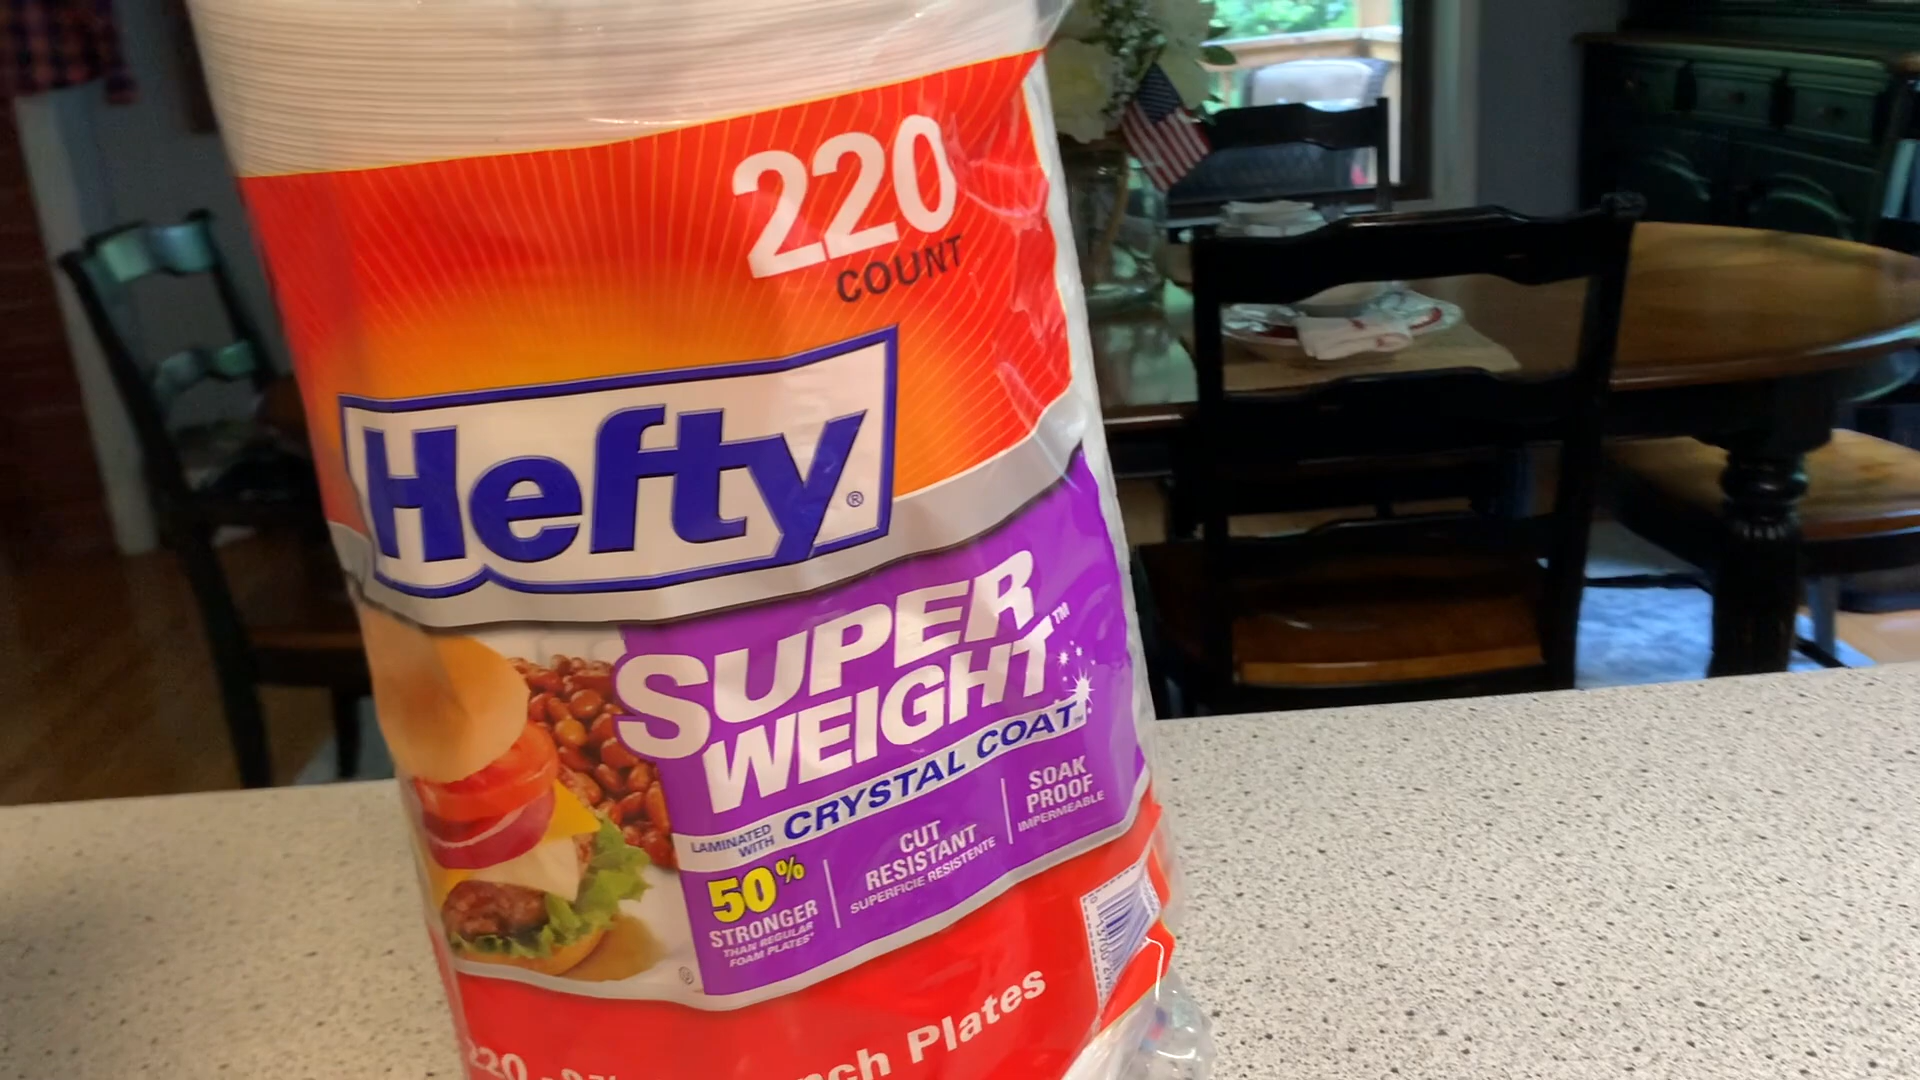 220
COUNT
Hefty®
SUPER
WEIGHT™
LAMINATED
WITH
CRYSTAL COAT™
50%
STRONGER
THAN REGULAR
FOAM PLATES*
CUT
RESISTANT
SUPERFICIE RESISTENTE
SOAK
PROOF
IMPERMEABLE
Plates
220